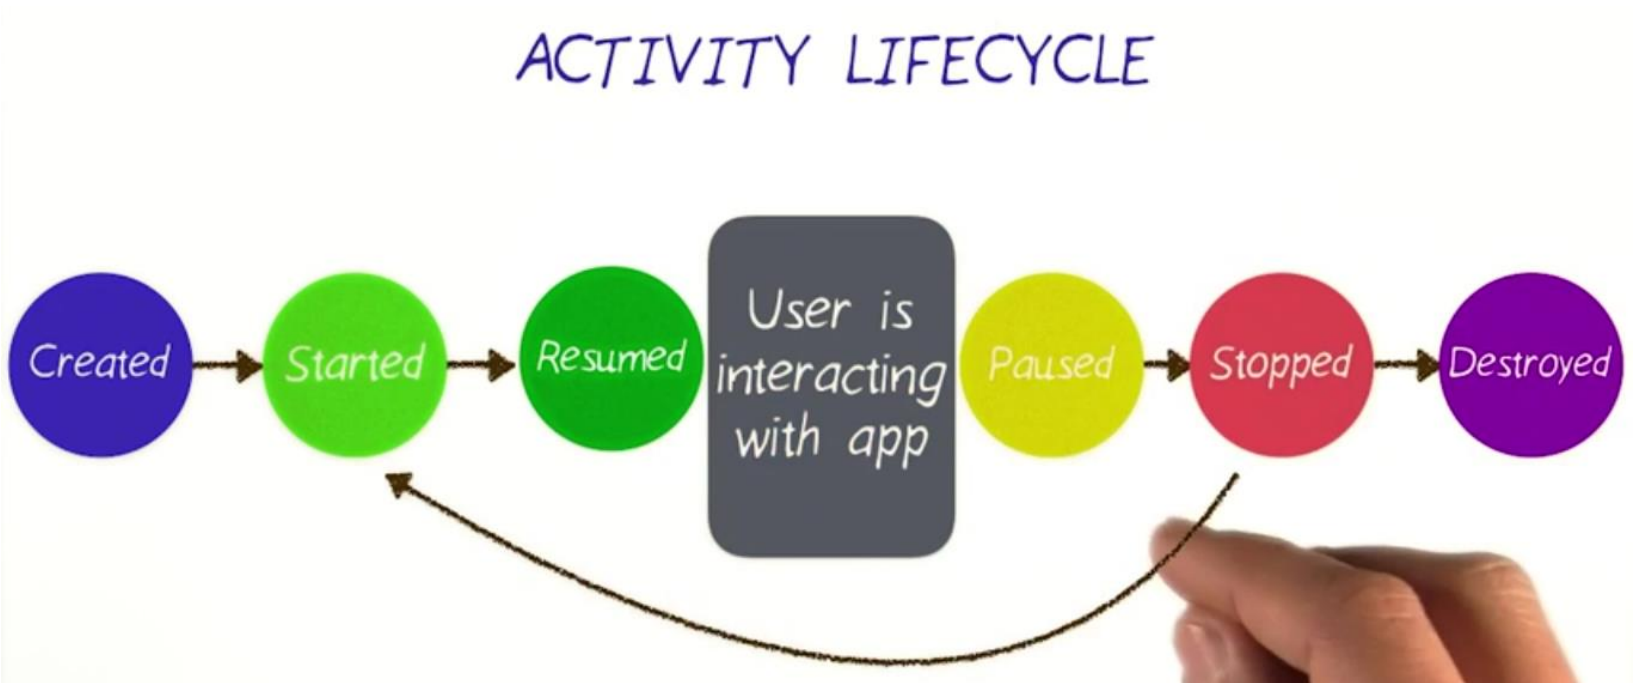 ACTIVITY LIFECYCLE
Created
Started
Resumed
User is
interacting
with app
Paused
Stopped
Destroyed